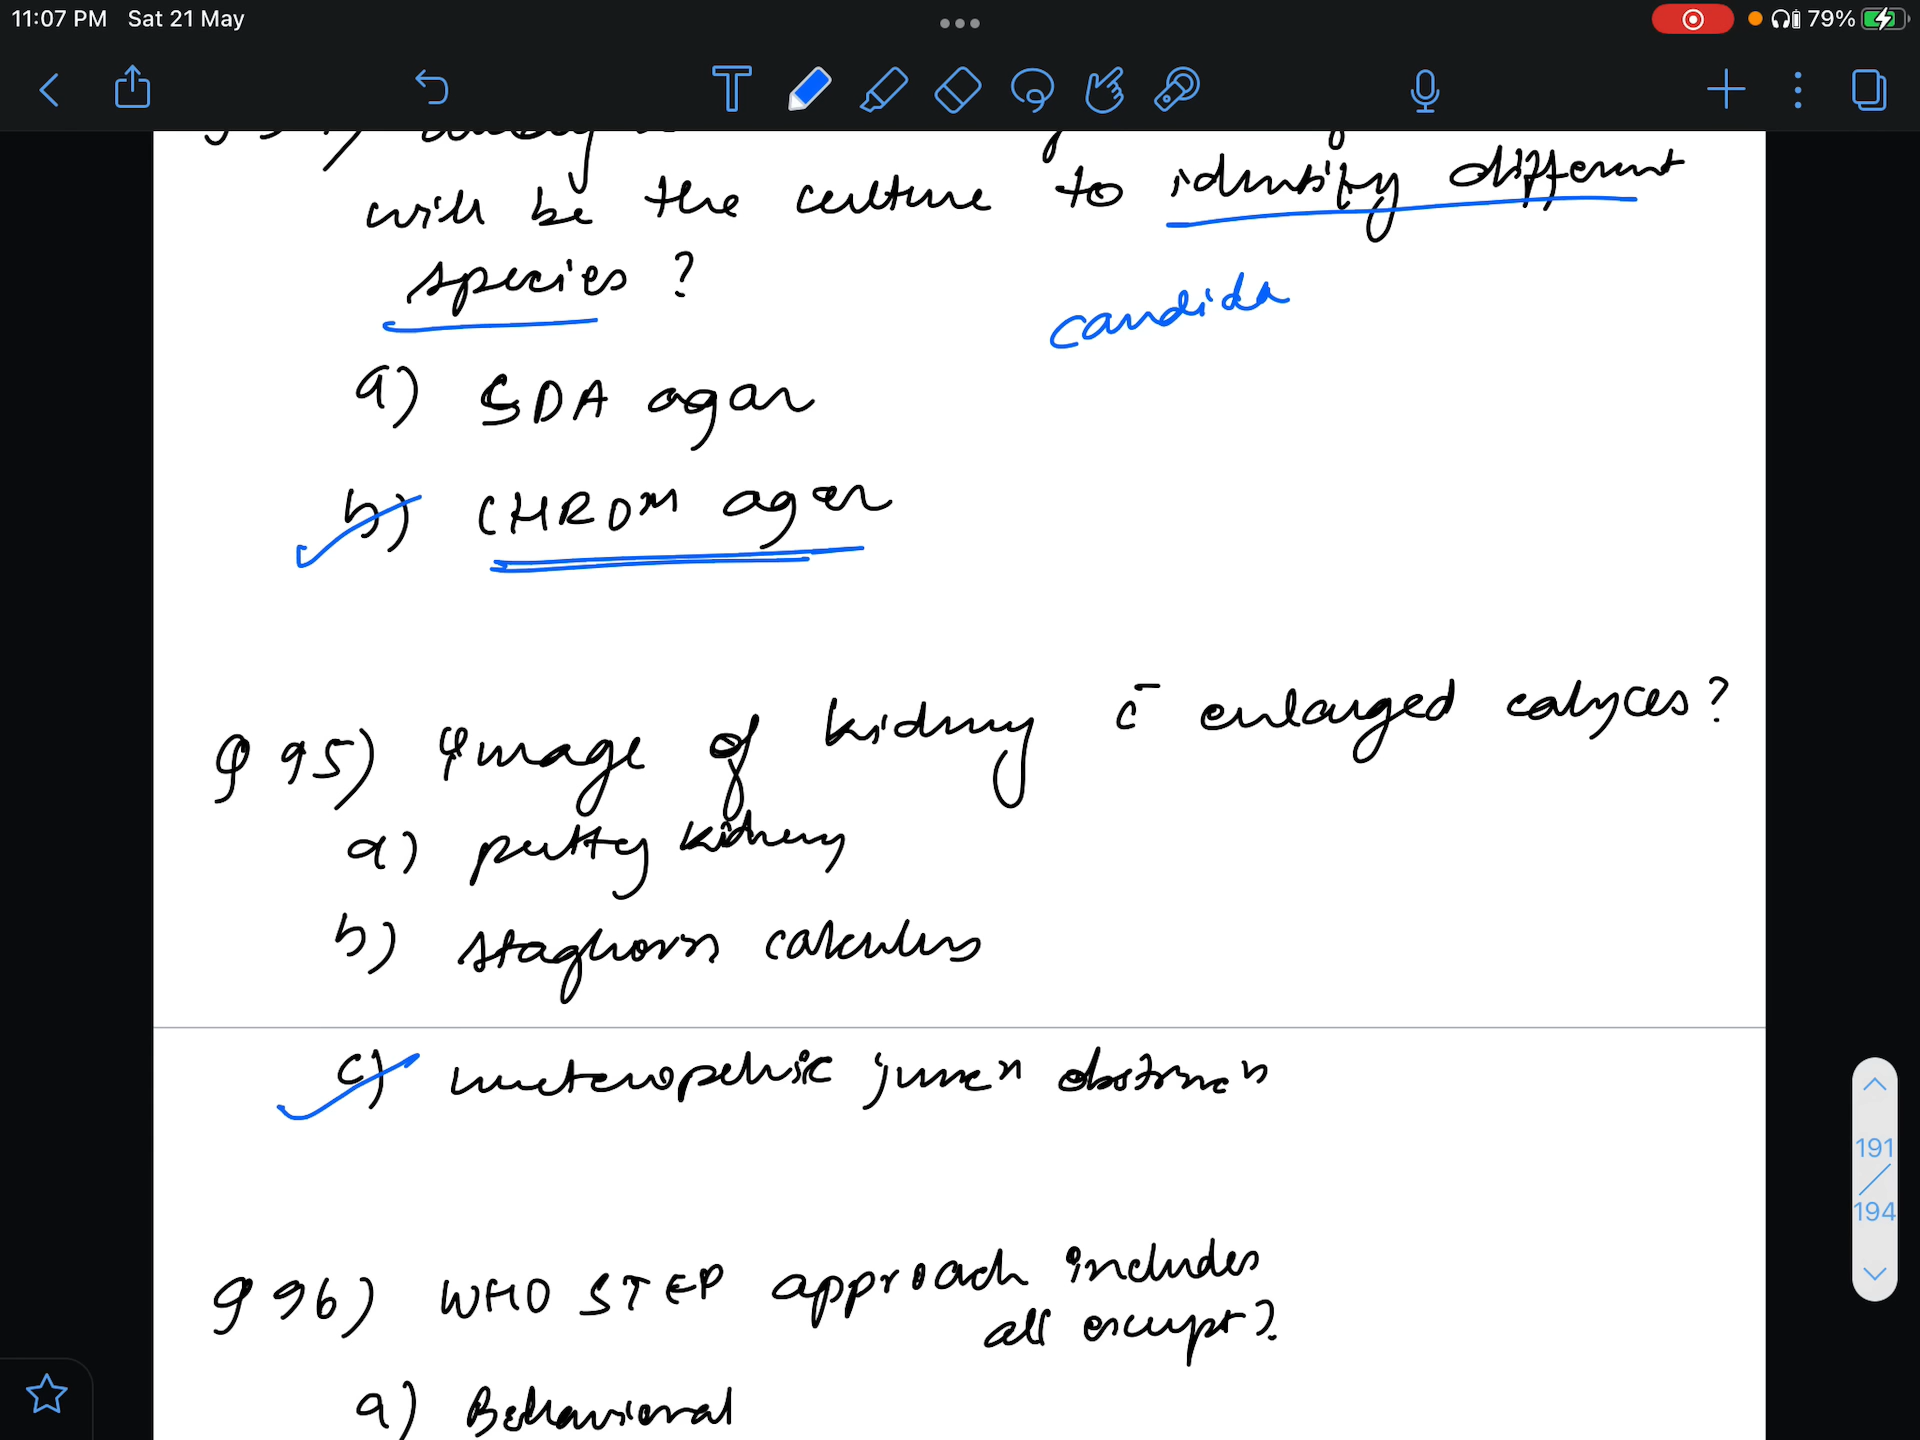 11:07 PM Sat 21 May
79%
will be the culture to identify different
species ?
candida
a) SDA agar
b) CHROM agar
Q 95) Image of kidney c̄ enlarged calyces?
a) putty kidney
b) staghorn calculus
c) ureteropelvic junc^n obstruc^n
191
194
Q 96) WHO STEP approach includes
all except?
a) Behavioral